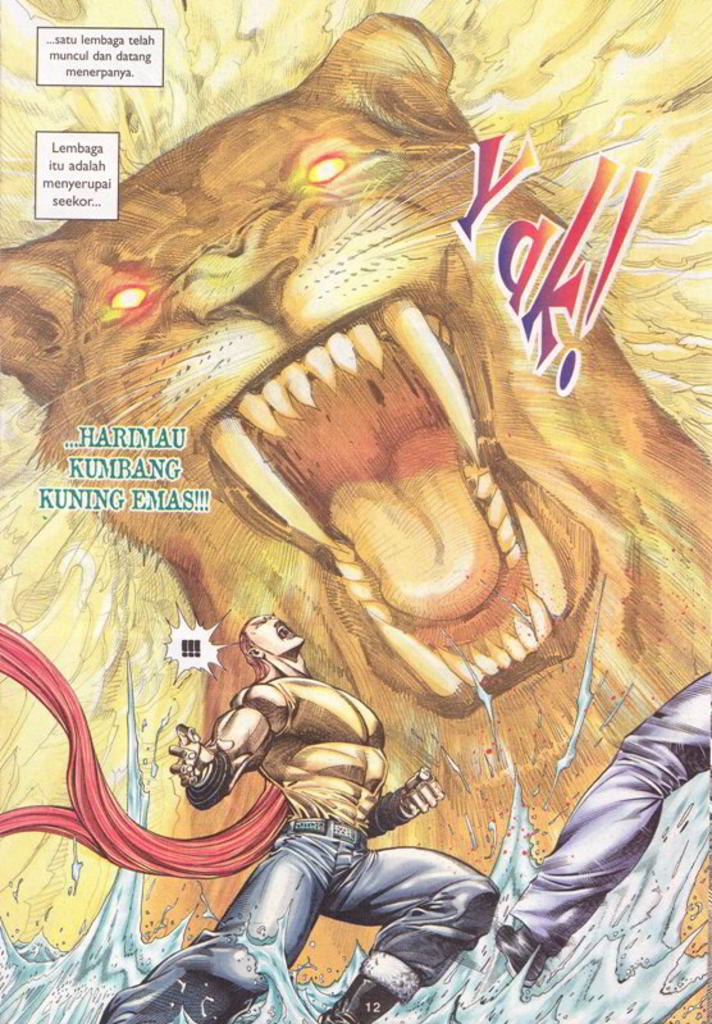 ...satu lembaga telah
muncul dan datang
menerpanya.
Lembaga
itu adalah
menyerupai
seekor...
Yak!!
...HARIMAU
KUMBANG
KUNING EMAS!!!
!!!
12